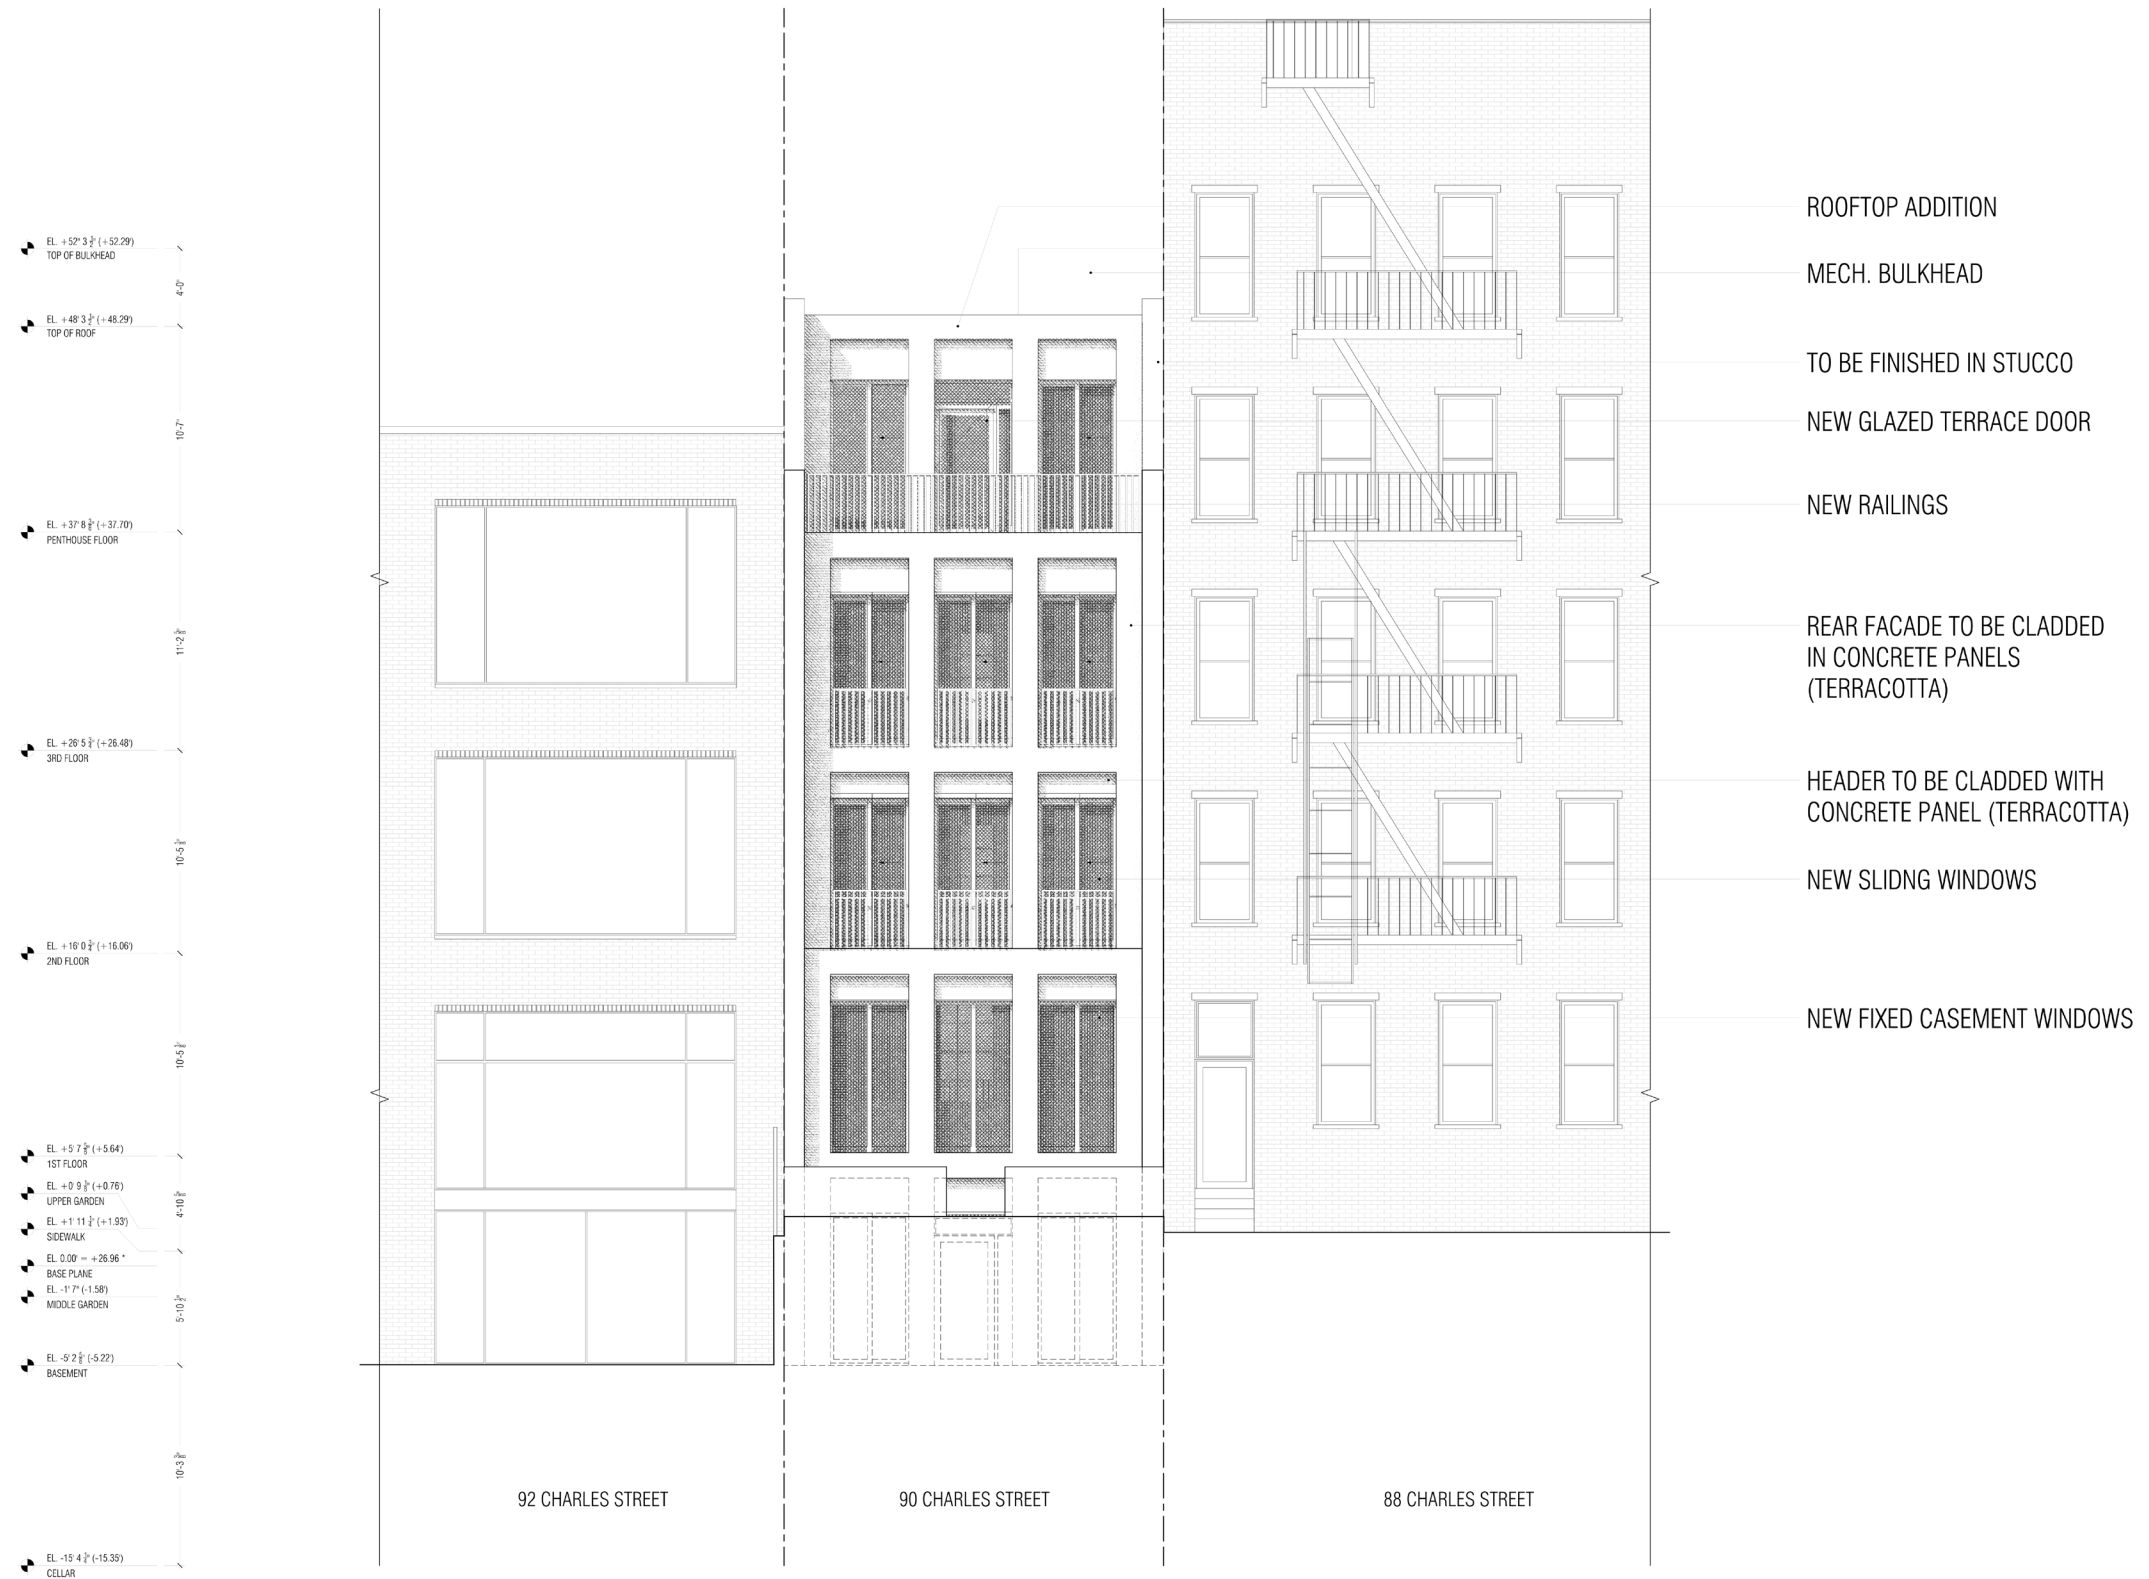 EL. +52" 3 1/2" (+52.29')
TOP OF BULKHEAD
4'-0"
EL. +48' 3 1/2" (+48.29')
TOP OF ROOF
10'-7"
EL. +37' 8 3/8" (+37.70')
PENTHOUSE FLOOR
EL. +26' 5 3/4" (+26.48')
3RD FLOOR
EL. +16' 0 3/4" (+16.06')
2ND FLOOR
EL. +5' 7 5/8" (+5.64')
1ST FLOOR
EL. +0' 9 1/8" (+0.76')
UPPER GARDEN
EL. +1' 11 1/4" (+1.93')
SIDEWALK
EL. 0.00' = +26.96 *
BASE PLANE
EL. -1' 7" (-1.58')
MIDDLE GARDEN
EL. -5' 2 5/8" (-5.22')
BASEMENT
EL. -15' 4 1/4" (-15.35')
CELLAR
ROOFTOP ADDITION
MECH. BULKHEAD
TO BE FINISHED IN STUCCO
NEW GLAZED TERRACE DOOR
NEW RAILINGS
REAR FACADE TO BE CLADDED
IN CONCRETE PANELS
(TERRACOTTA)
HEADER TO BE CLADDED WITH
CONCRETE PANEL (TERRACOTTA)
NEW SLIDNG WINDOWS
NEW FIXED CASEMENT WINDOWS
92 CHARLES STREET
90 CHARLES STREET
88 CHARLES STREET